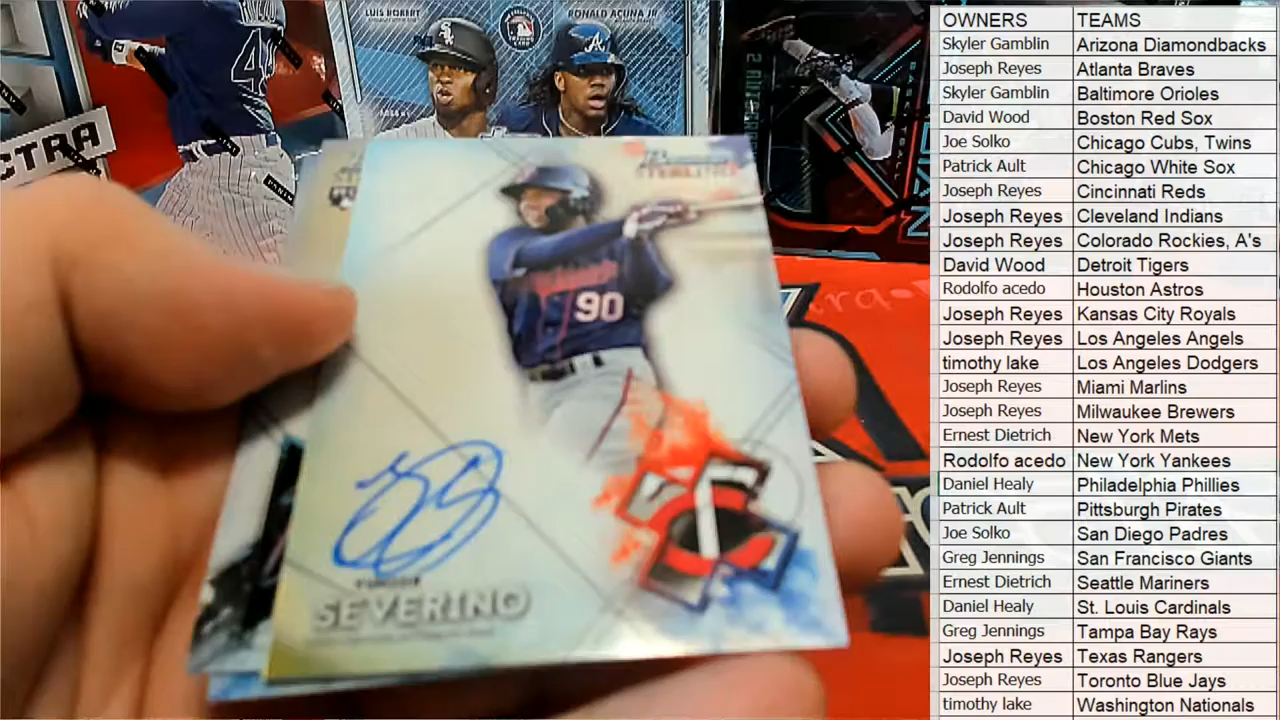 LUIS ROBERT
RONALD ACUÑA JR
CTRA
BOWMAN
STERLING
90
SEVERINO
OWNERS TEAMS
Skyler Gamblin Arizona Diamondbacks
Joseph Reyes Atlanta Braves
Skyler Gamblin Baltimore Orioles
David Wood Boston Red Sox
Joe Solko Chicago Cubs, Twins
Patrick Ault Chicago White Sox
Joseph Reyes Cincinnati Reds
Joseph Reyes Cleveland Indians
Joseph Reyes Colorado Rockies, A's
David Wood Detroit Tigers
Rodolfo acedo Houston Astros
Joseph Reyes Kansas City Royals
Joseph Reyes Los Angeles Angels
timothy lake Los Angeles Dodgers
Joseph Reyes Miami Marlins
Joseph Reyes Milwaukee Brewers
Ernest Dietrich New York Mets
Rodolfo acedo New York Yankees
Daniel Healy Philadelphia Phillies
Patrick Ault Pittsburgh Pirates
Joe Solko San Diego Padres
Greg Jennings San Francisco Giants
Ernest Dietrich Seattle Mariners
Daniel Healy St. Louis Cardinals
Greg Jennings Tampa Bay Rays
Joseph Reyes Texas Rangers
Joseph Reyes Toronto Blue Jays
timothy lake Washington Nationals